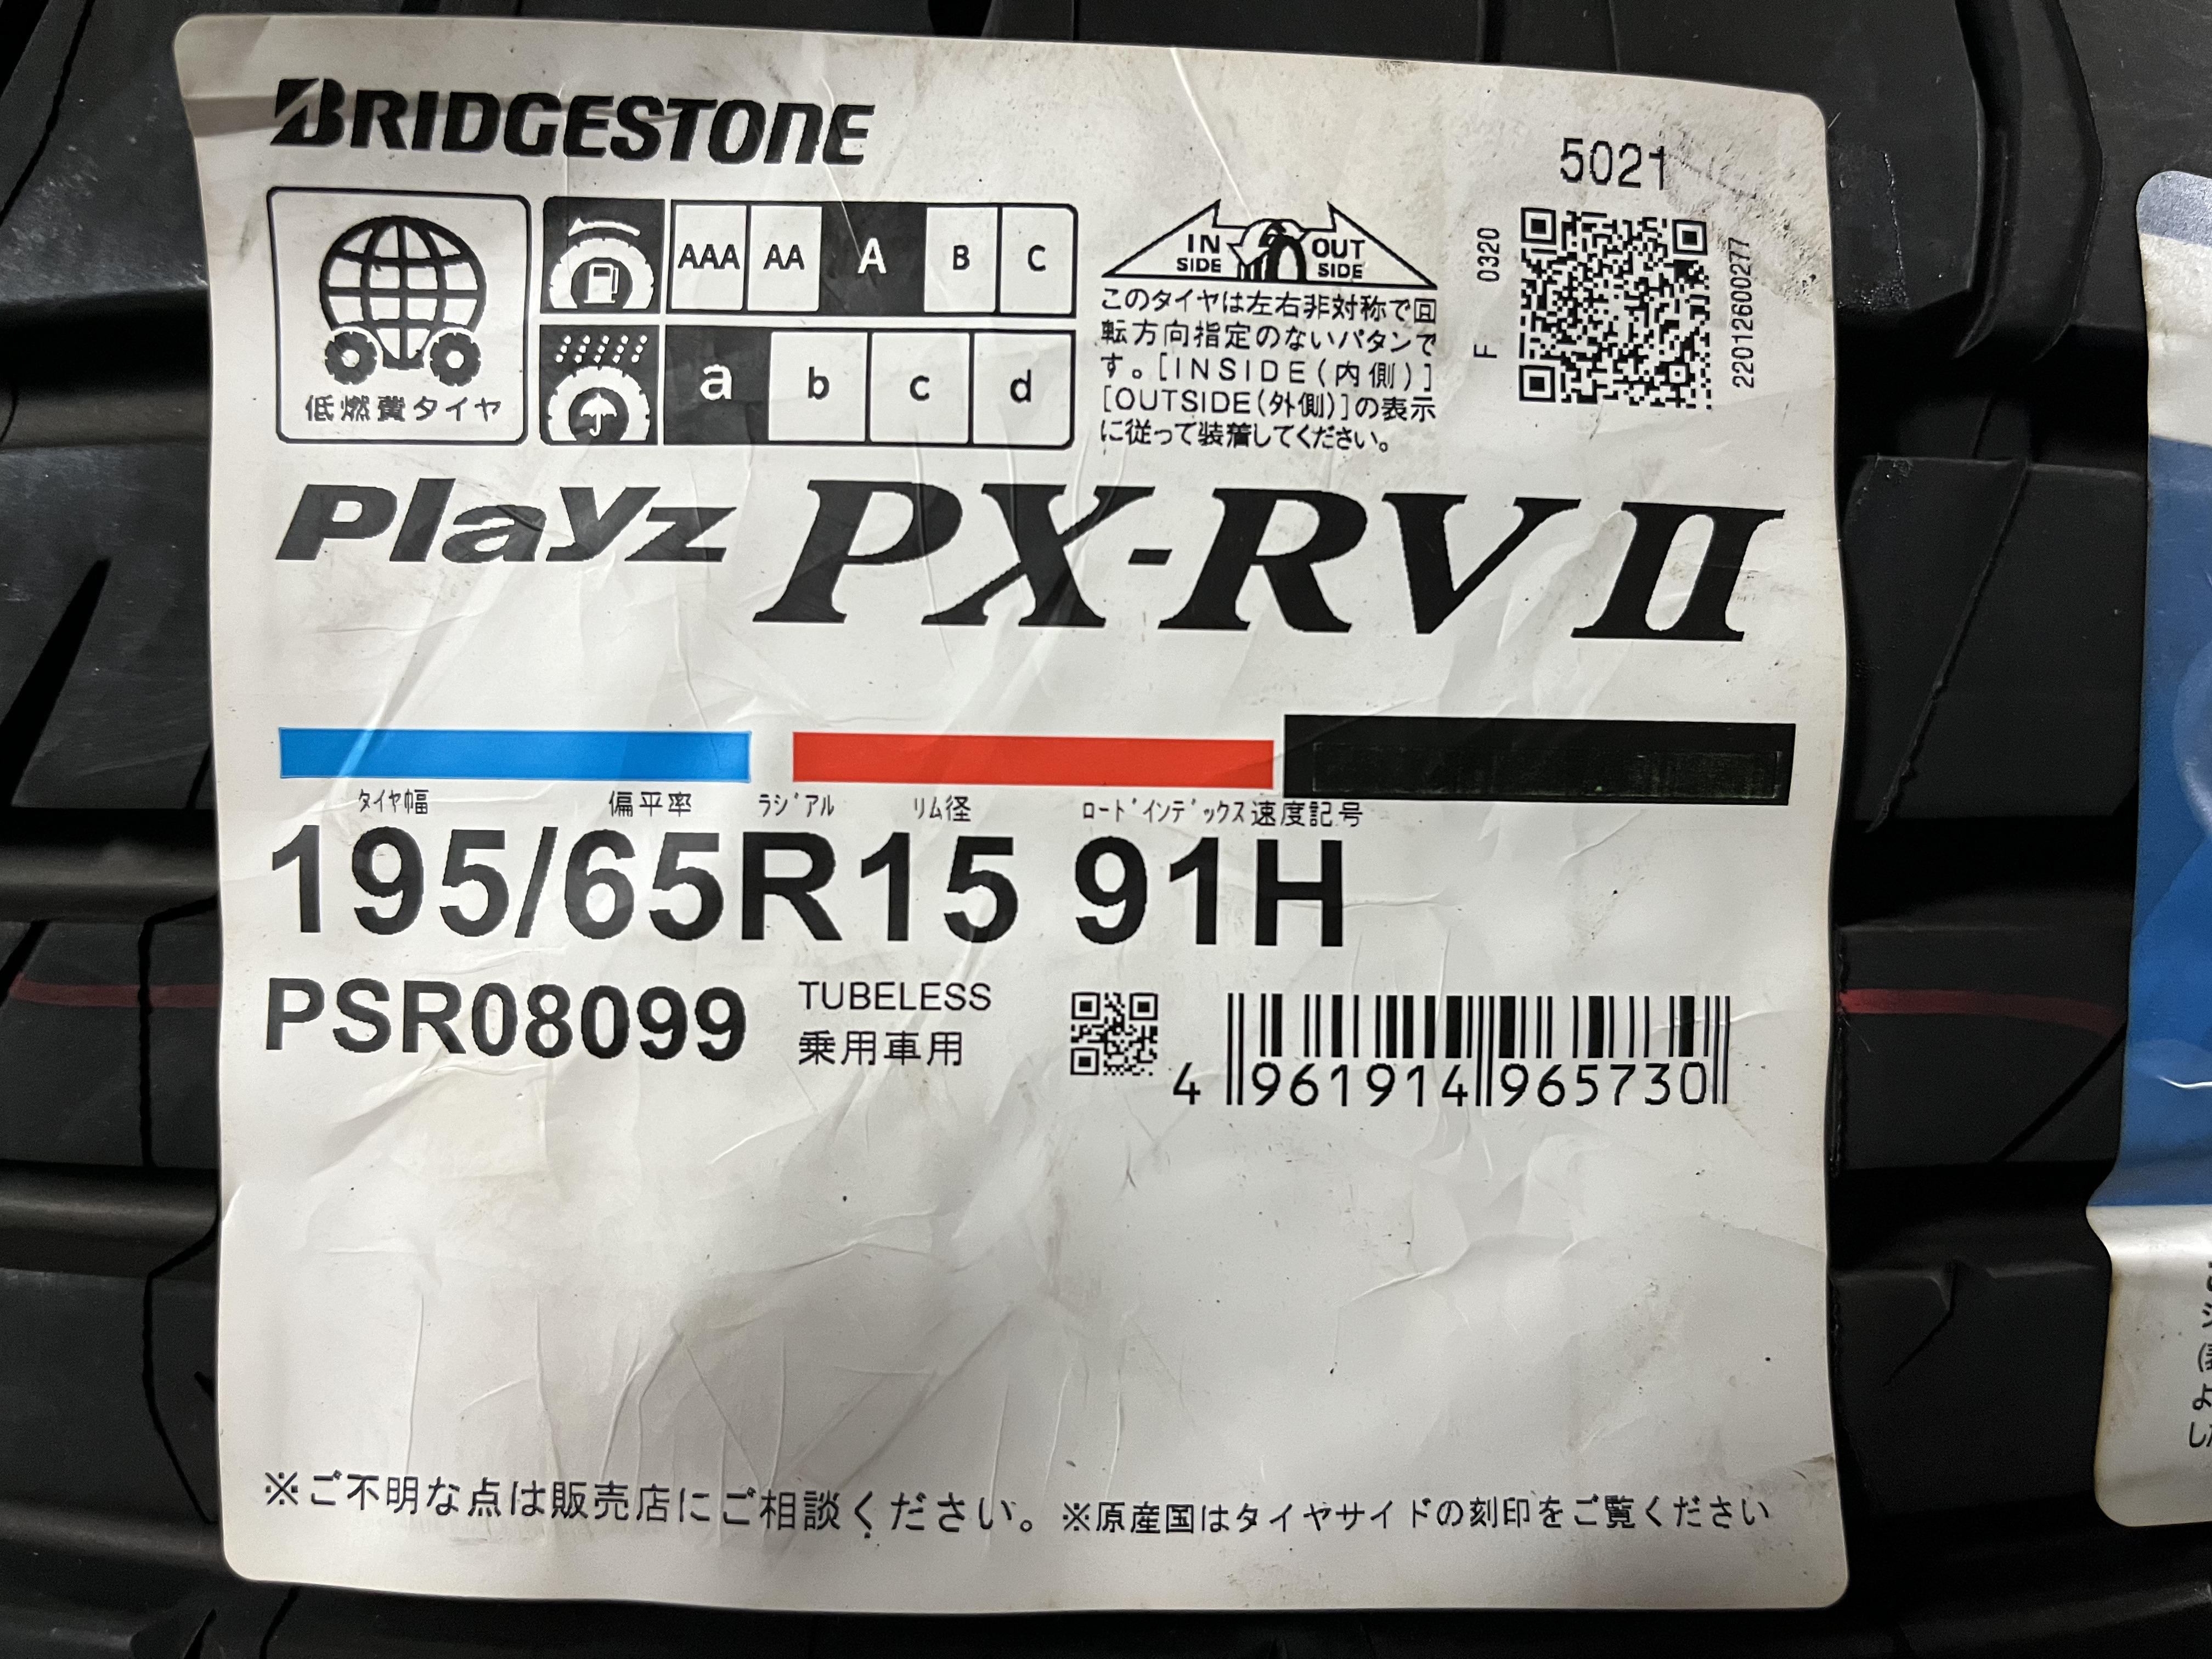 BRIDGESTONE
5021
低燃費タイヤ
AAA AA A B C
a b c d
IN SIDE OUT SIDE
このタイヤは左右非対称で回
転方向指定のないパタンで
す。[INSIDE(内側)]
[OUTSIDE(外側)]の表示
に従って装着してください。
F 0320
22012600277
Playz PX-RV II
タイヤ幅 偏平率 ラジアル リム径 ロードインデックス 速度記号
195/65R15 91H
PSR08099
TUBELESS
乗用車用
4 961914 965730
※ご不明な点は販売店にご相談ください。 ※原産国はタイヤサイドの刻印をご覧ください